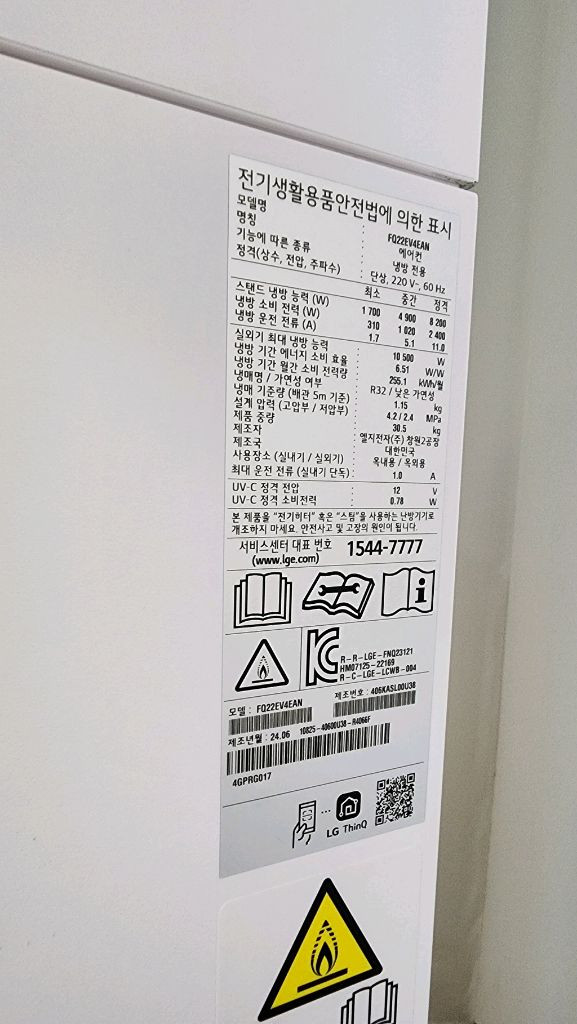 전기생활용품안전법에 의한 표시
모델명 : FQ22EV4EAN
명칭 : 에어컨
기능에 따른 종류 : 냉방 전용
정격(상수, 전압, 주파수) : 단상, 220 V~, 60 Hz
최소 중간 정격
스탠드 냉방 능력 (W) : 1 700 4 900 8 200
냉방 소비 전력 (W) : 310 1 020 2 400
냉방 운전 전류 (A) : 1.7 5.1 11.0
실외기 최대 냉방 능력 : 10 500 W
냉방 기간 에너지 소비 효율 : 6.51 W/W
냉방 기간 월간 소비 전력량 : 255.1 kWh/월
냉매명 / 가연성 여부 : R32 / 낮은 가연성
냉매 기준량 (배관 5m 기준) : 1.15 kg
설계 압력 (고압부 / 저압부) : 4.2 / 2.4 MPa
제품 중량 : 30.5 kg
제조자 : 엘지전자(주) 창원2공장
제조국 : 대한민국
사용장소 (실내기 / 실외기) : 옥내용 / 옥외용
최대 운전 전류 (실내기 단독) : 1.0 A
UV-C 정격 전압 : 12 V
UV-C 정격 소비전력 : 0.78 W
본 제품을 "전기히터" 혹은 "스팀"을 사용하는 난방기기로
개조하지 마세요. 안전사고 및 고장의 원인이 됩니다.
서비스센터 대표 번호 1544-7777
(www.lge.com)
R-R-LGE-FNQ23121
HM07125-22169
R-C-LGE-LCWB-004
모델 : FQ22EV4EAN 제조번호 : 406KASL00U38
제조년월 : 24.06 10825-40600U38-R4066F
4GPRG017
LG ThinQ